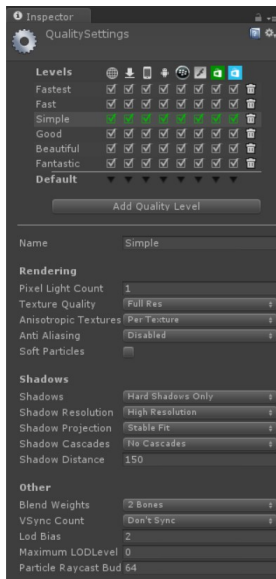 Inspector
QualitySettings
Levels
Fastest
Fast
Simple
Good
Beautiful
Fantastic
Default
Add Quality Level
Name Simple
Rendering
Pixel Light Count 1
Texture Quality Full Res
Anisotropic Textures Per Texture
Anti Aliasing Disabled
Soft Particles
Shadows
Shadows Hard Shadows Only
Shadow Resolution High Resolution
Shadow Projection Stable Fit
Shadow Cascades No Cascades
Shadow Distance 150
Other
Blend Weights 2 Bones
VSync Count Don't Sync
Lod Bias 2
Maximum LODLevel 0
Particle Raycast Bud 64